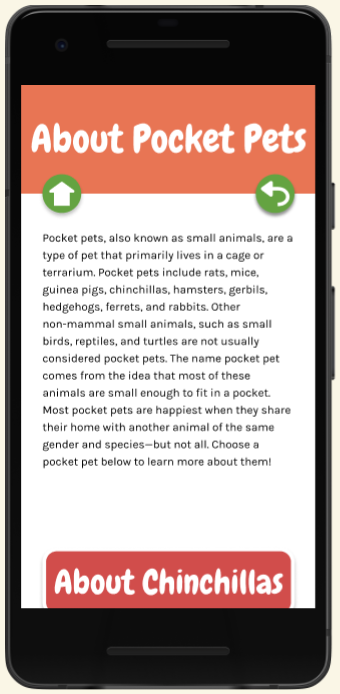 About Pocket Pets
Pocket pets, also known as small animals, are a
type of pet that primarily lives in a cage or
terrarium. Pocket pets include rats, mice,
guinea pigs, chinchillas, hamsters, gerbils,
hedgehogs, ferrets, and rabbits. Other
non-mammal small animals, such as small
birds, reptiles, and turtles are not usually
considered pocket pets. The name pocket pet
comes from the idea that most of these
animals are small enough to fit in a pocket.
Most pocket pets are happiest when they share
their home with another animal of the same
gender and species—but not all. Choose a
pocket pet below to learn more about them!
About Chinchillas